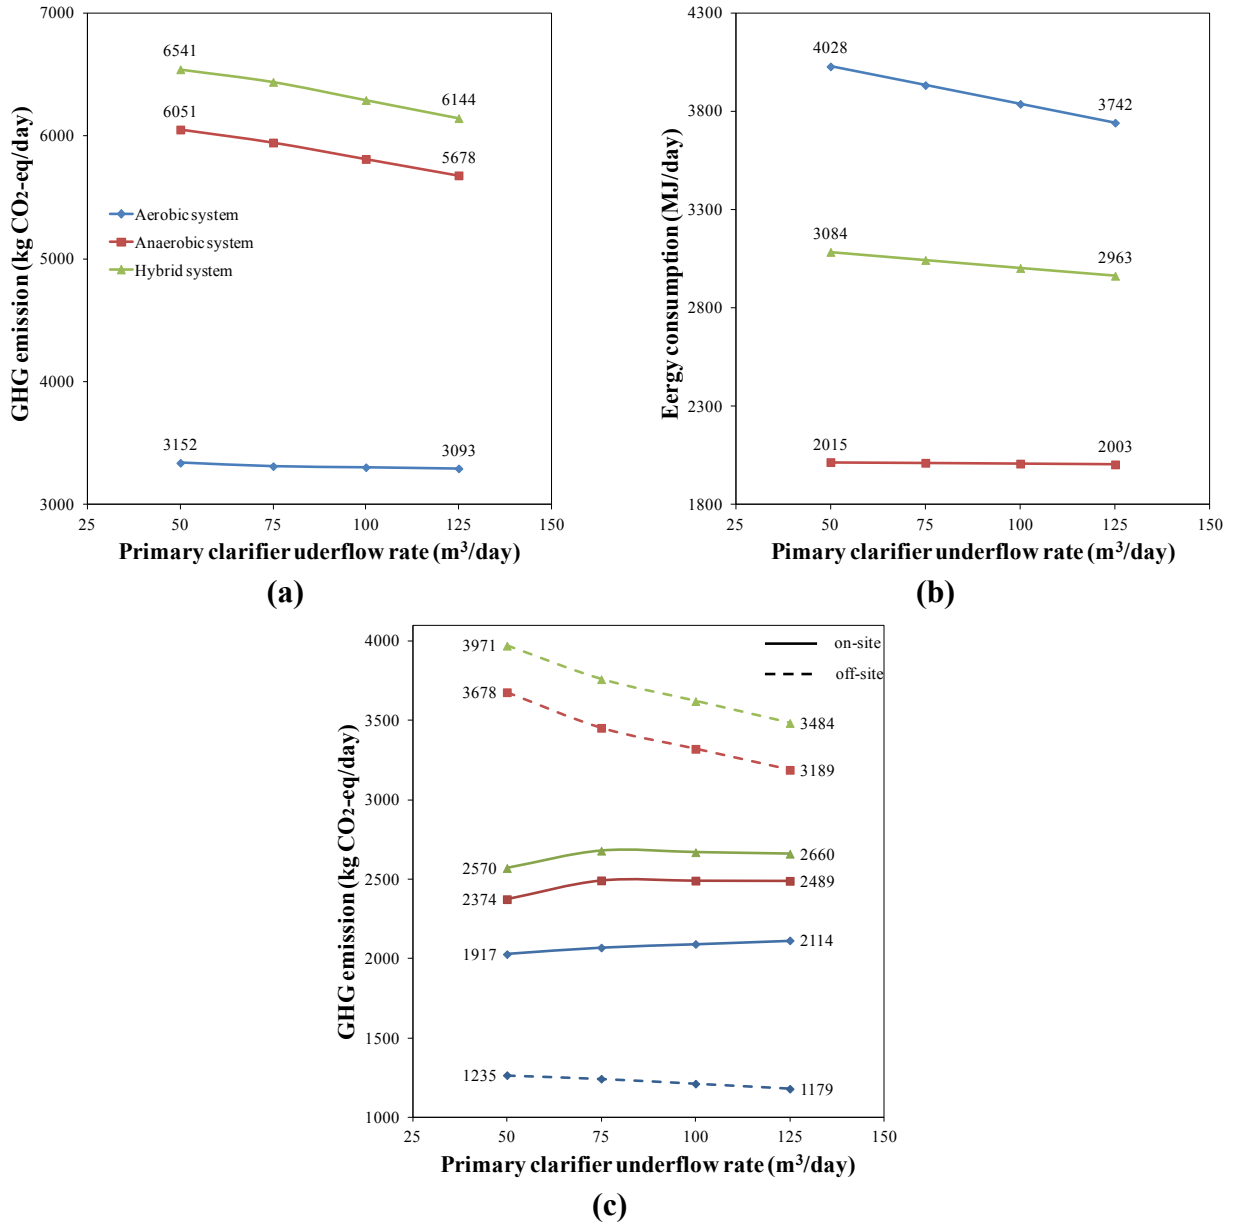 7000
6000
5000
4000
3000
GHG emission (kg CO2-eq/day)
6541
6144
6051
5678
Aerobic system
Anaerobic system
Hybrid system
3152
3093
25 50 75 100 125 150
Primary clarifier uderflow rate (m3/day)
(a)
4300
3800
3300
2800
2300
1800
Eergy consumption (MJ/day)
4028
3742
3084
2963
2015
2003
25 50 75 100 125 150
Pimary clarifier underflow rate (m3/day)
(b)
4000
3500
3000
2500
2000
1500
1000
GHG emission (kg CO2-eq/day)
on-site
off-site
3971
3678
3484
3189
2570
2660
2374
2489
1917
2114
1235
1179
25 50 75 100 125 150
Primary clarifier underflow rate (m3/day)
(c)